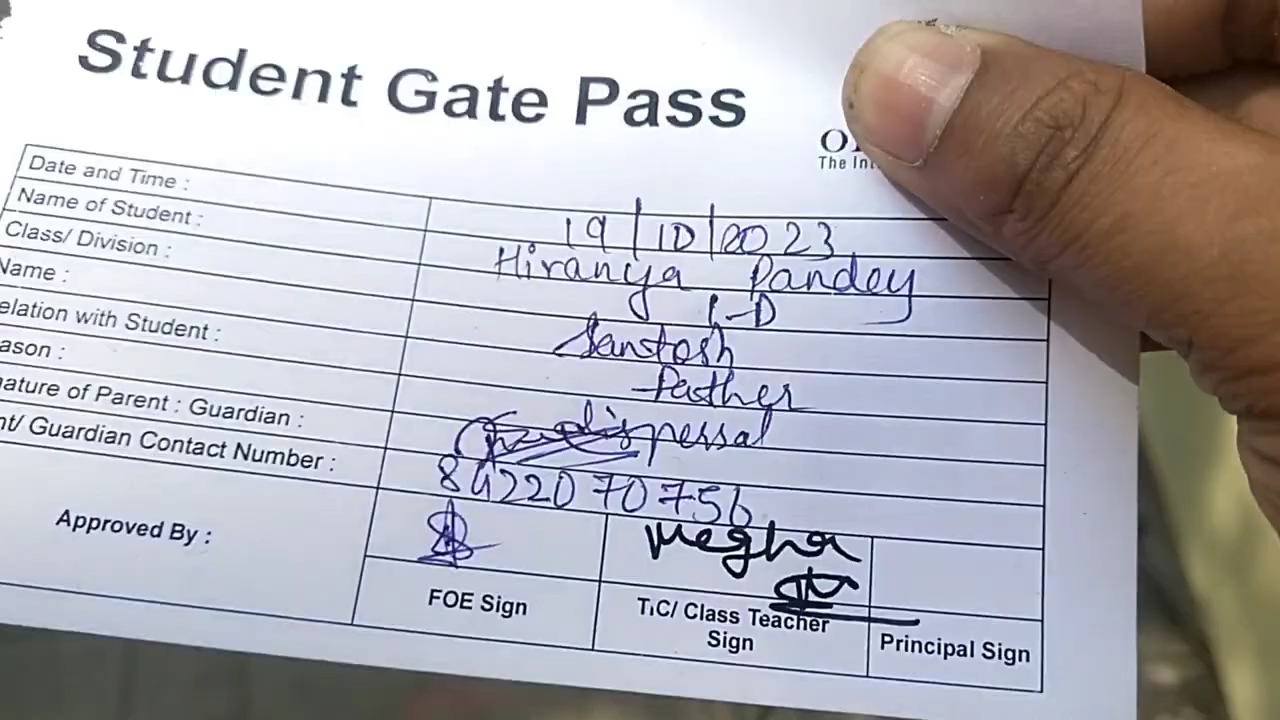 Student Gate Pass
O
The Int
Date and Time : 19/10/2023
Name of Student : Hiranya Pandey
Class/ Division : 1-D
Name : Santosh
elation with Student : Father
ason : dispersal
nature of Parent : Guardian :
nt/ Guardian Contact Number : 8422070756
Approved By : Megha
FOE Sign
T.C/ Class Teacher Sign
Principal Sign